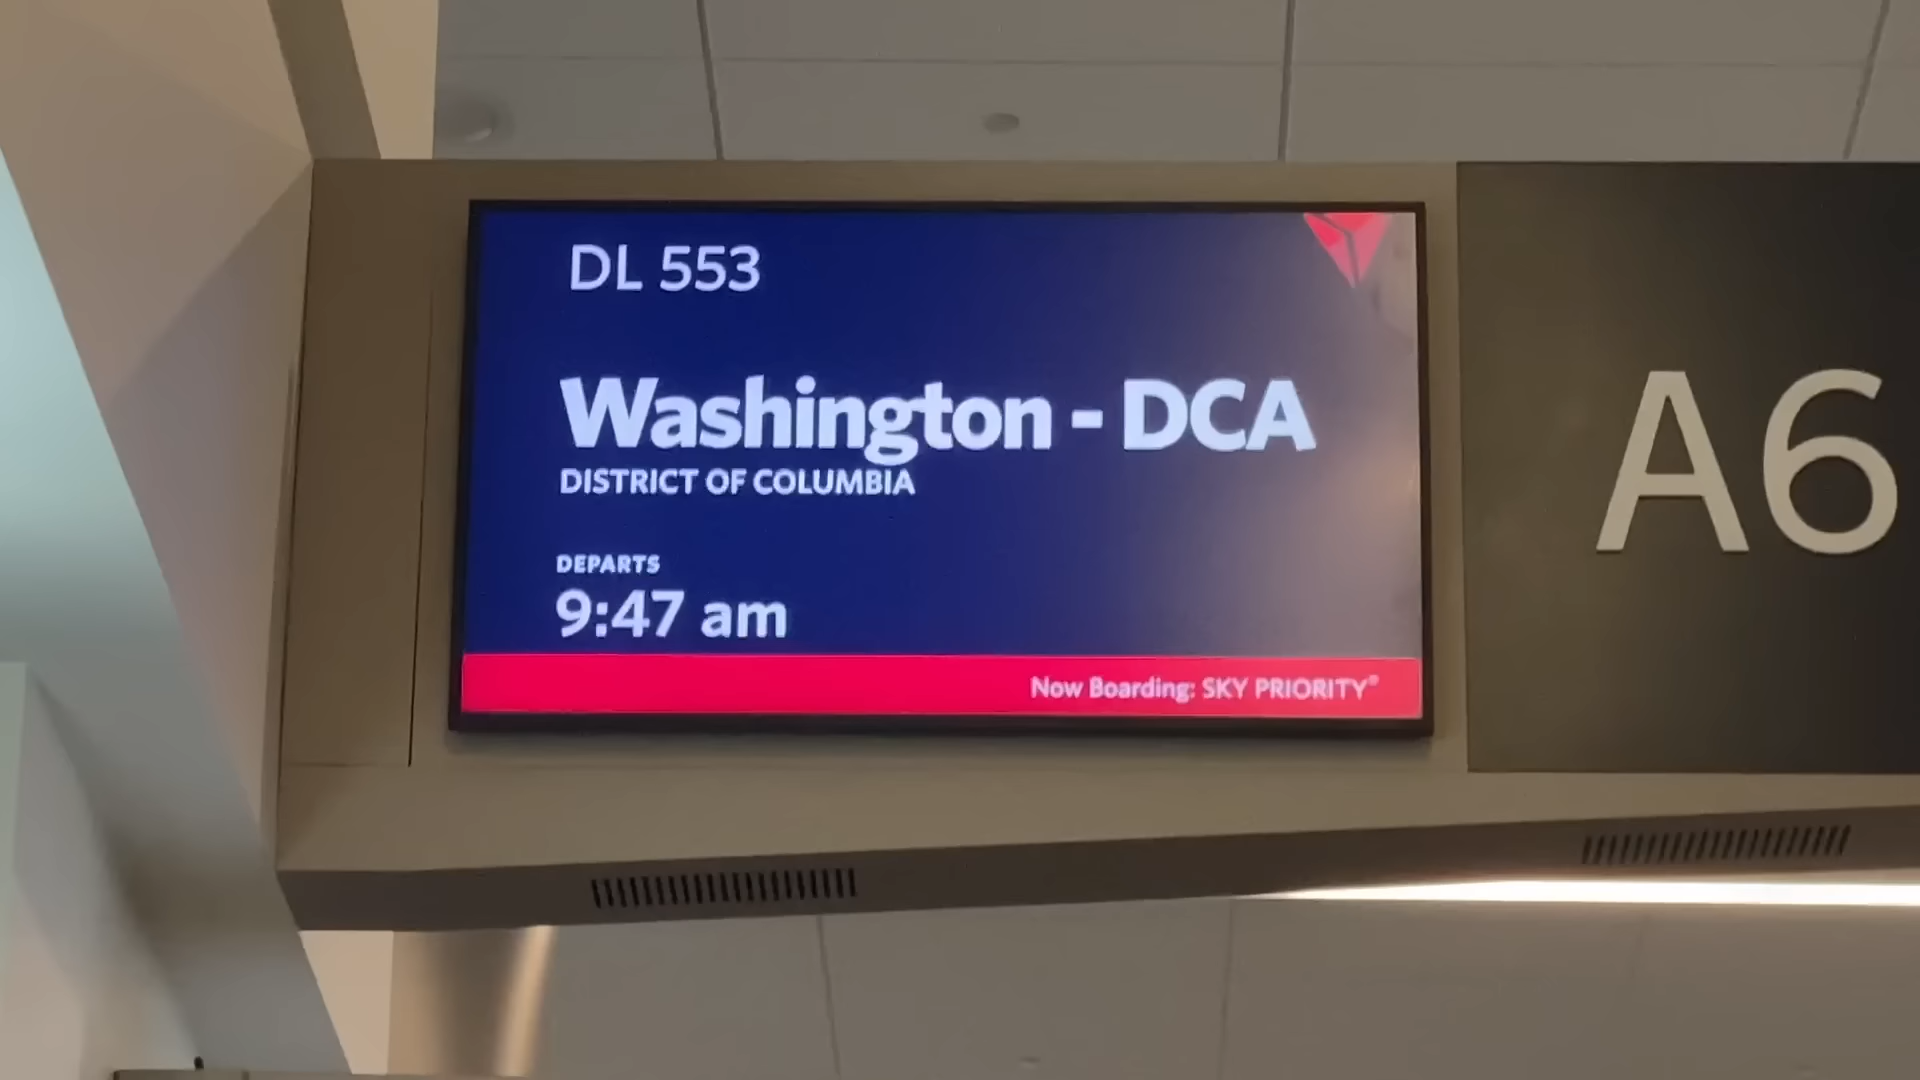 DL 553
Washington - DCA
DISTRICT OF COLUMBIA
DEPARTS
9:47 am
Now Boarding: SKY PRIORITY®
A6